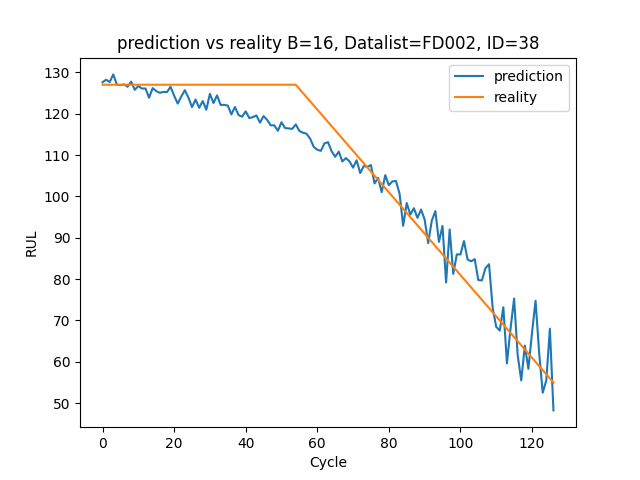 prediction vs reality B=16, Datalist=FD002, ID=38
prediction
reality
130
120
110
100
90
80
70
60
50
RUL
0 20 40 60 80 100 120
Cycle